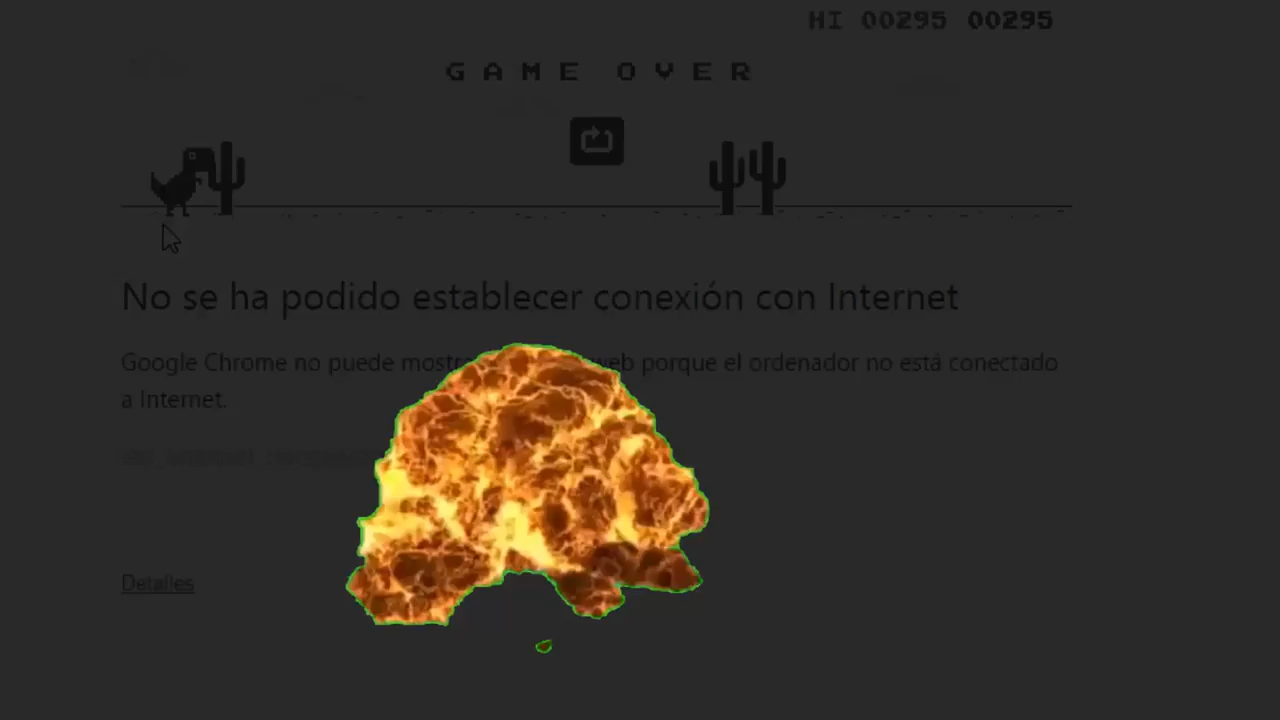 HI 00295 00295
GAME OVER
No se ha podido establecer conexión con Internet
Google Chrome no puede mostra web porque el ordenador no está conectado
a Internet.
Detalles